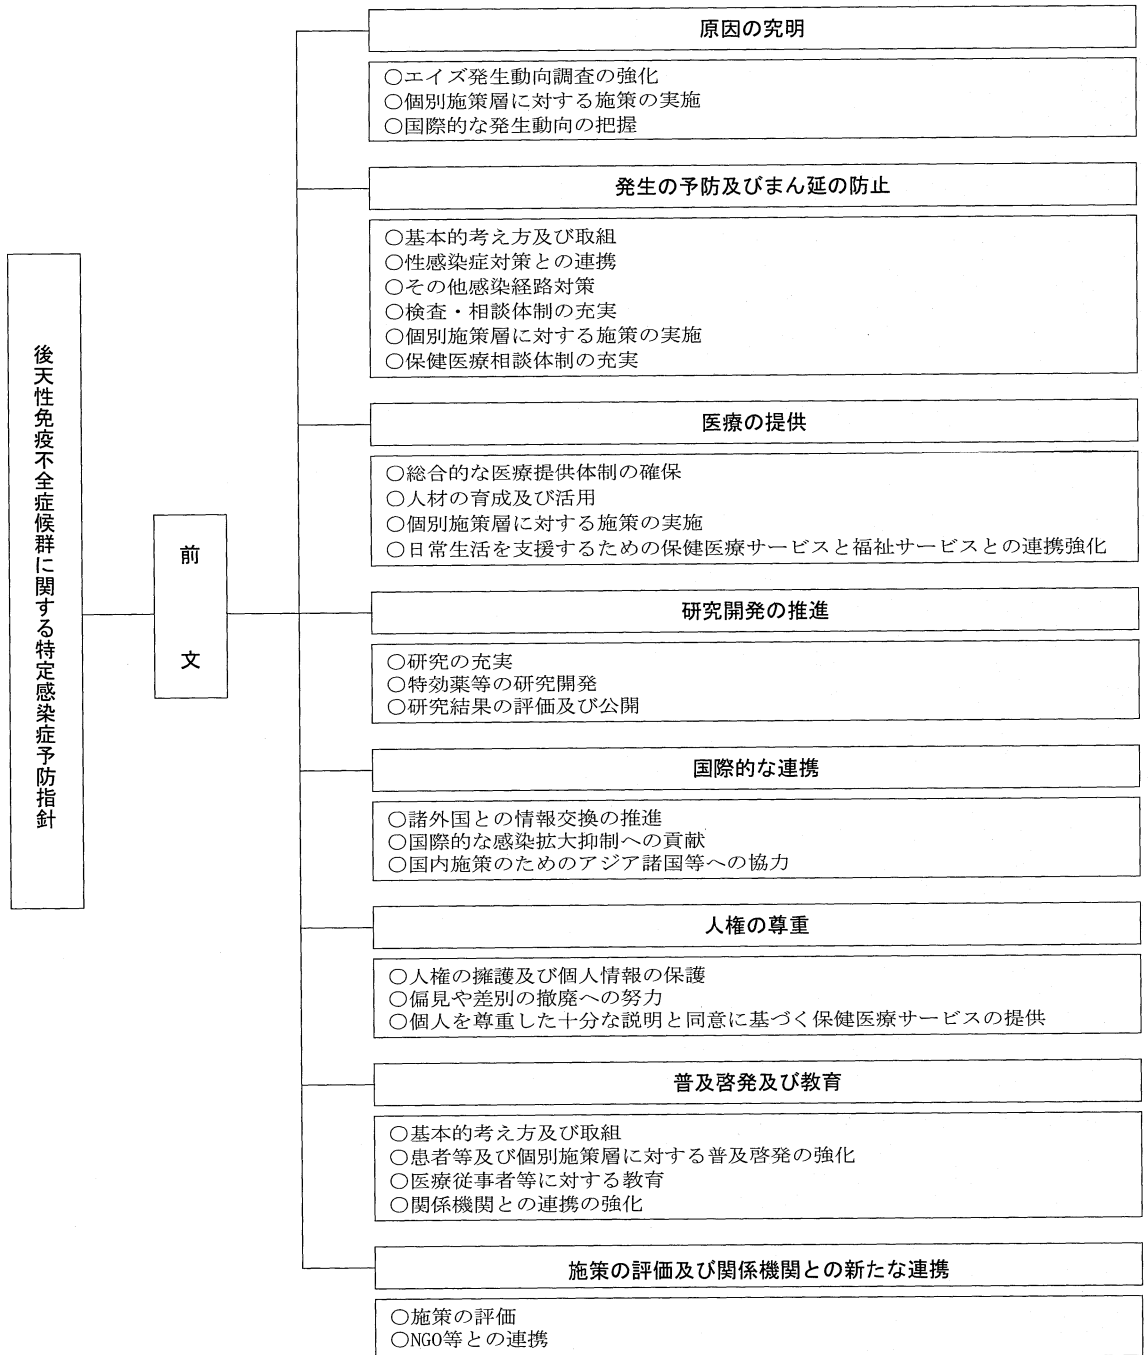 後天性免疫不全症候群に関する特定感染症予防指針
前文
原因の究明
○エイズ発生動向調査の強化
○個別施策層に対する施策の実施
○国際的な発生動向の把握
発生の予防及びまん延の防止
○基本的考え方及び取組
○性感染症対策との連携
○その他感染経路対策
○検査・相談体制の充実
○個別施策層に対する施策の実施
○保健医療相談体制の充実
医療の提供
○総合的な医療提供体制の確保
○人材の育成及び活用
○個別施策層に対する施策の実施
○日常生活を支援するための保健医療サービスと福祉サービスとの連携強化
研究開発の推進
○研究の充実
○特効薬等の研究開発
○研究結果の評価及び公開
国際的な連携
○諸外国との情報交換の推進
○国際的な感染拡大抑制への貢献
○国内施策のためのアジア諸国等への協力
人権の尊重
○人権の擁護及び個人情報の保護
○偏見や差別の撤廃への努力
○個人を尊重した十分な説明と同意に基づく保健医療サービスの提供
普及啓発及び教育
○基本的考え方及び取組
○患者等及び個別施策層に対する普及啓発の強化
○医療従事者等に対する教育
○関係機関との連携の強化
施策の評価及び関係機関との新たな連携
○施策の評価
○NGO等との連携